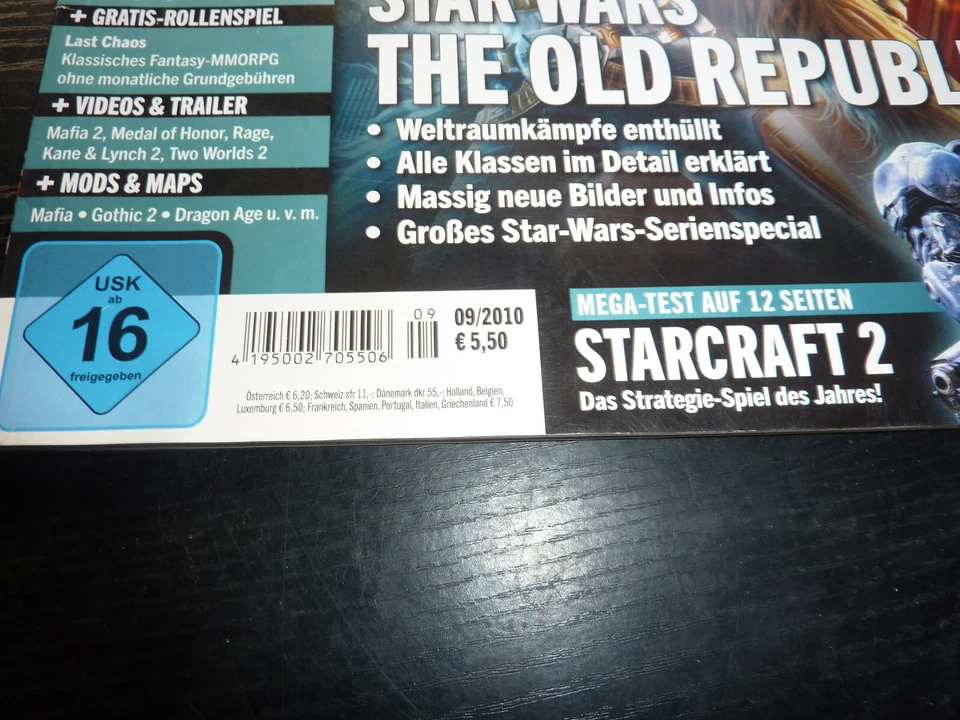 + GRATIS-ROLLENSPIEL
Last Chaos
Klassisches Fantasy-MMORPG
ohne monatliche Grundgebühren
+ VIDEOS & TRAILER
Mafia 2, Medal of Honor, Rage,
Kane & Lynch 2, Two Worlds 2
+ MODS & MAPS
Mafia • Gothic 2 • Dragon Age u. v. m.
USK
ab
16
freigegeben
STAR WARS
THE OLD REPUBLI
• Weltraumkämpfe enthüllt
• Alle Klassen im Detail erklärt
• Massig neue Bilder und Infos
• Großes Star-Wars-Serienspecial
4 195002 705506
09
09/2010
€ 5,50
Österreich € 6,20; Schweiz sfr 11,-; Dänemark dkr 55,-; Holland, Belgien,
Luxemburg € 6,50; Frankreich, Spanien, Portugal, Italien, Griechenland € 7,50
MEGA-TEST AUF 12 SEITEN
STARCRAFT 2
Das Strategie-Spiel des Jahres!